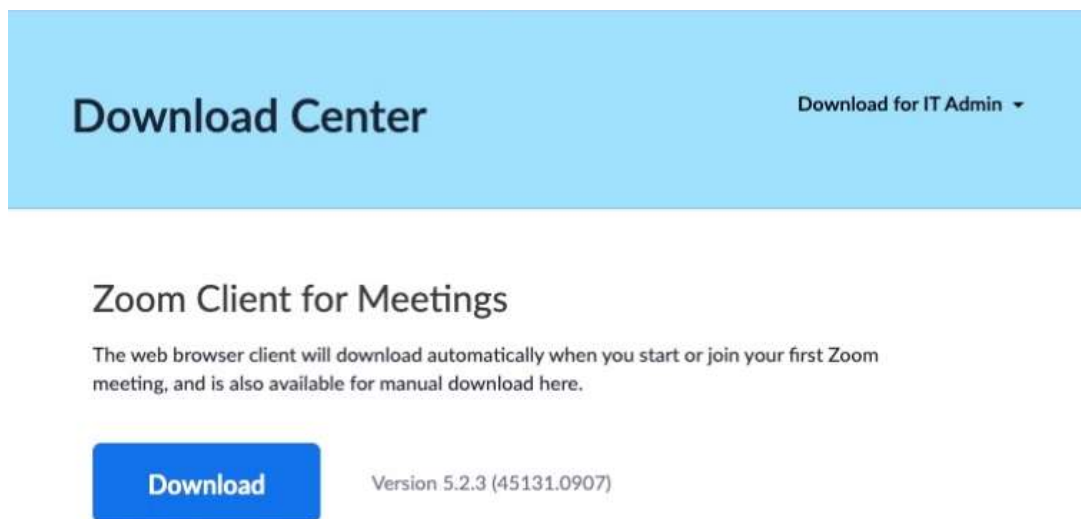 Download Center
Download for IT Admin
Zoom Client for Meetings
The web browser client will download automatically when you start or join your first Zoom
meeting, and is also available for manual download here.
Download
Version 5.2.3 (45131.0907)